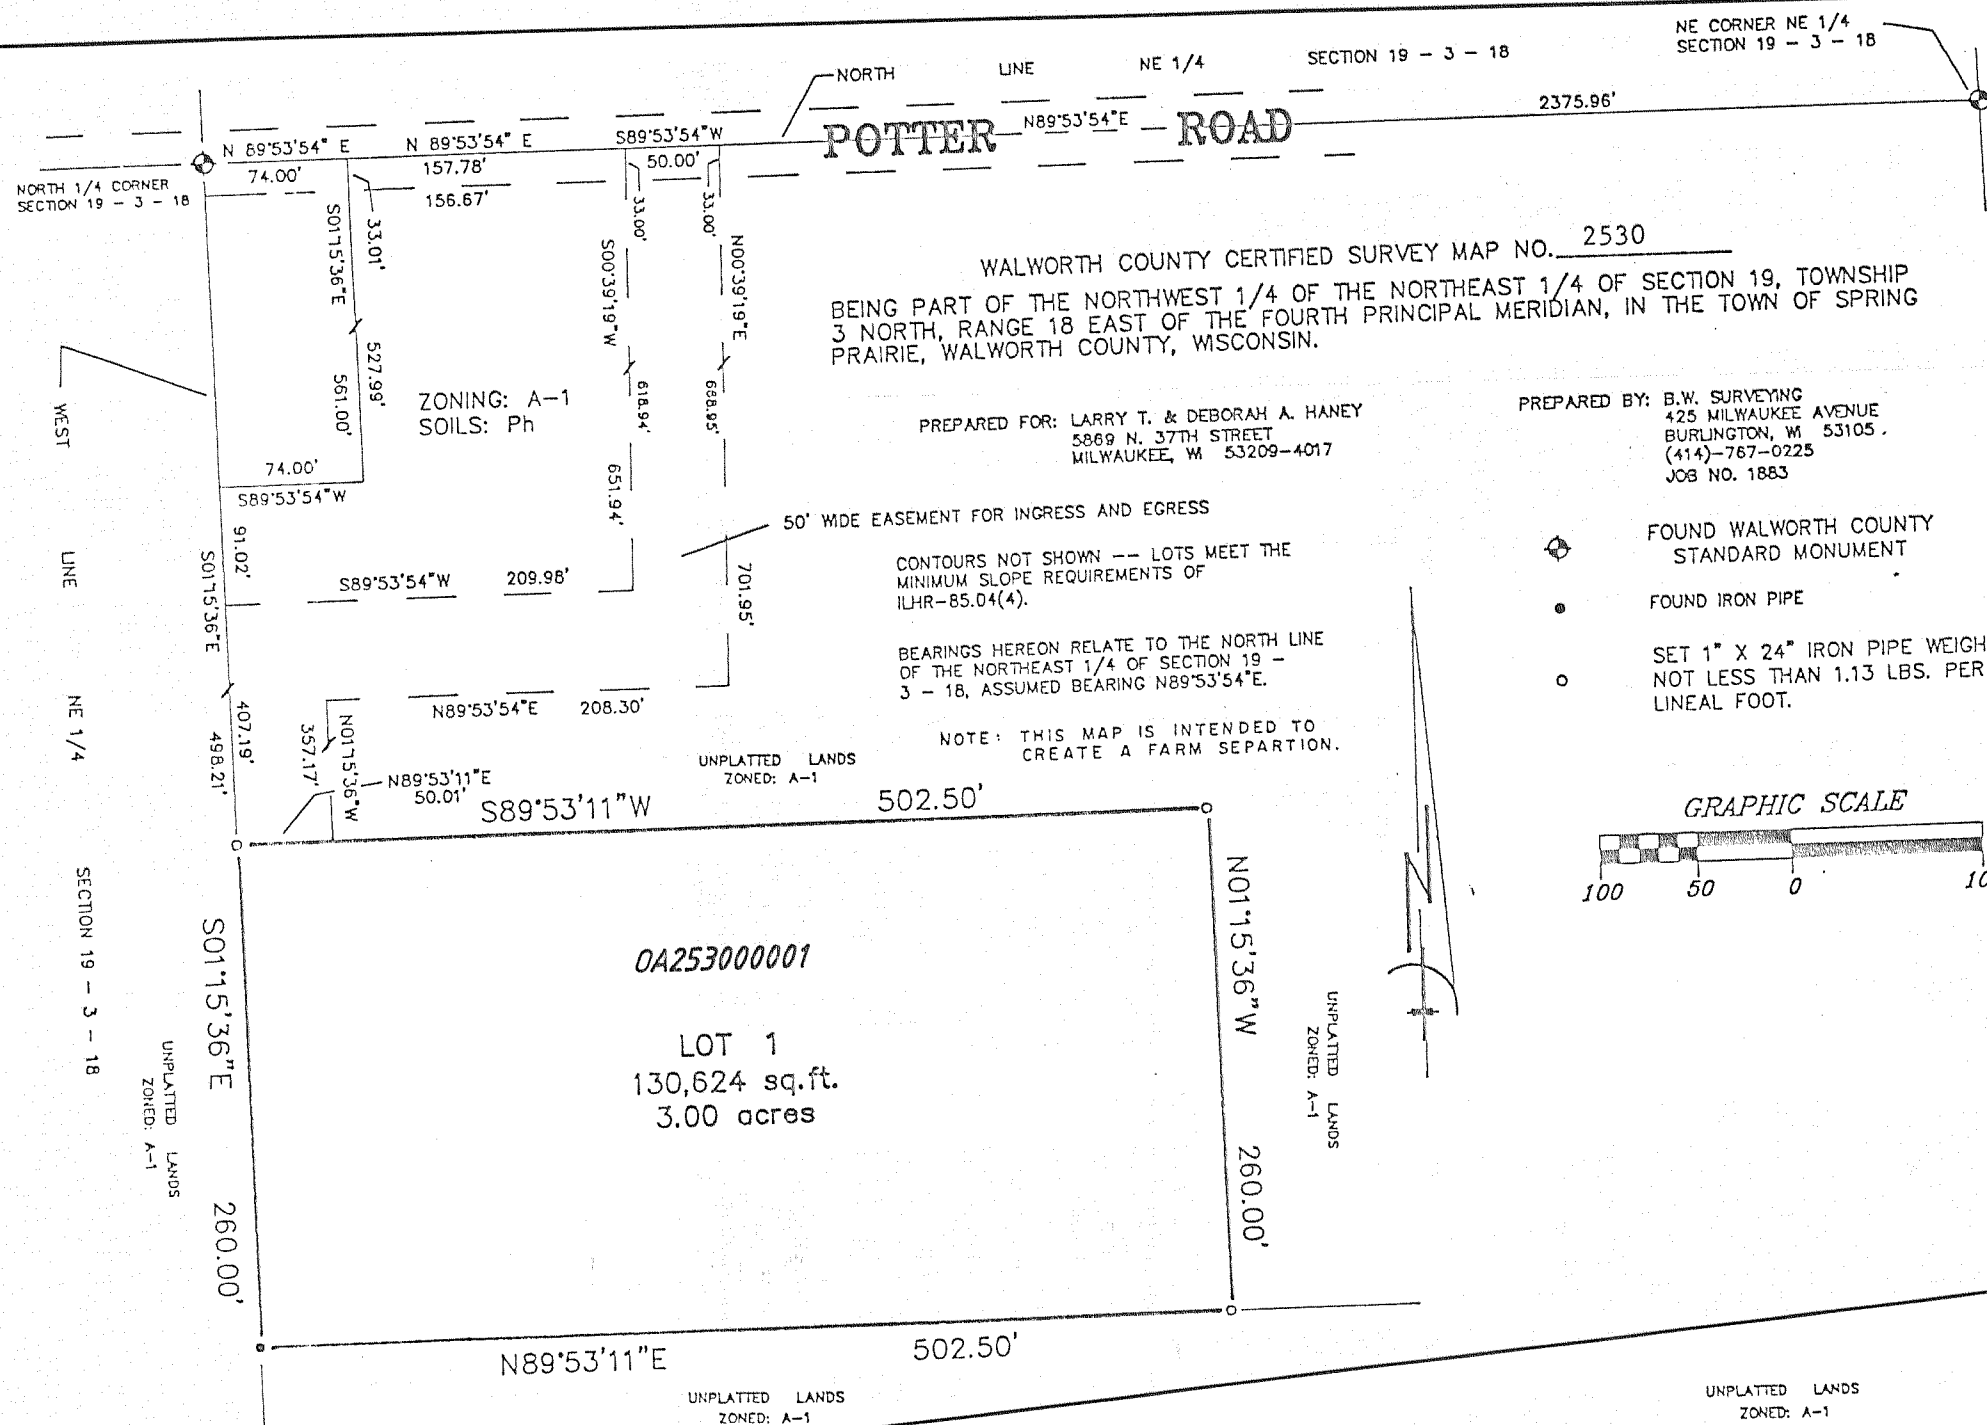 NE CORNER NE 1/4
SECTION 19 - 3 - 18
NORTH LINE NE 1/4 SECTION 19 - 3 - 18
2375.96'
POTTER N89°53'54"E ROAD
N 89°53'54" E
74.00'
N 89°53'54" E
157.78'
156.67'
S89°53'54"W
50.00'
NORTH 1/4 CORNER
SECTION 19 - 3 - 18
33.01'
S01°15'36"E
527.99'
561.00'
33.00'
S00°39'19"W
618.94'
651.94'
33.00'
N00°39'19"E
668.95'
701.95'
WALWORTH COUNTY CERTIFIED SURVEY MAP NO. 2530
BEING PART OF THE NORTHWEST 1/4 OF THE NORTHEAST 1/4 OF SECTION 19, TOWNSHIP
3 NORTH, RANGE 18 EAST OF THE FOURTH PRINCIPAL MERIDIAN, IN THE TOWN OF SPRING
PRAIRIE, WALWORTH COUNTY, WISCONSIN.
ZONING: A-1
SOILS: Ph
PREPARED FOR: LARRY T. & DEBORAH A. HANEY
5869 N. 37TH STREET
MILWAUKEE, WI 53209-4017
PREPARED BY: B.W. SURVEYING
425 MILWAUKEE AVENUE
BURLINGTON, WI 53105
(414)-767-0225
JOB NO. 1883
74.00'
S89°53'54"W
50' WIDE EASEMENT FOR INGRESS AND EGRESS
CONTOURS NOT SHOWN -- LOTS MEET THE
MINIMUM SLOPE REQUIREMENTS OF
ILHR-85.04(4).
FOUND WALWORTH COUNTY
STANDARD MONUMENT
FOUND IRON PIPE
SET 1" X 24" IRON PIPE WEIGH
NOT LESS THAN 1.13 LBS. PER
LINEAL FOOT.
91.02'
S01°15'36"E
407.19'
498.21'
S89°53'54"W 209.98'
BEARINGS HEREON RELATE TO THE NORTH LINE
OF THE NORTHEAST 1/4 OF SECTION 19 -
3 - 18, ASSUMED BEARING N89°53'54"E.
N89°53'54"E 208.30'
NOTE: THIS MAP IS INTENDED TO
CREATE A FARM SEPARTION.
N01°15'36"W
357.17'
N89°53'11"E
50.01'
UNPLATTED LANDS
ZONED: A-1
S89°53'11"W 502.50'
GRAPHIC SCALE
100 50 0 10
WEST LINE NE 1/4 SECTION 19 - 3 - 18
S01°15'36"E 260.00'
UNPLATTED LANDS
ZONED: A-1
OA253000001
LOT 1
130,624 sq.ft.
3.00 acres
N01°15'36"W 260.00'
UNPLATTED LANDS
ZONED: A-1
N
N89°53'11"E 502.50'
UNPLATTED LANDS
ZONED: A-1
UNPLATTED LANDS
ZONED: A-1